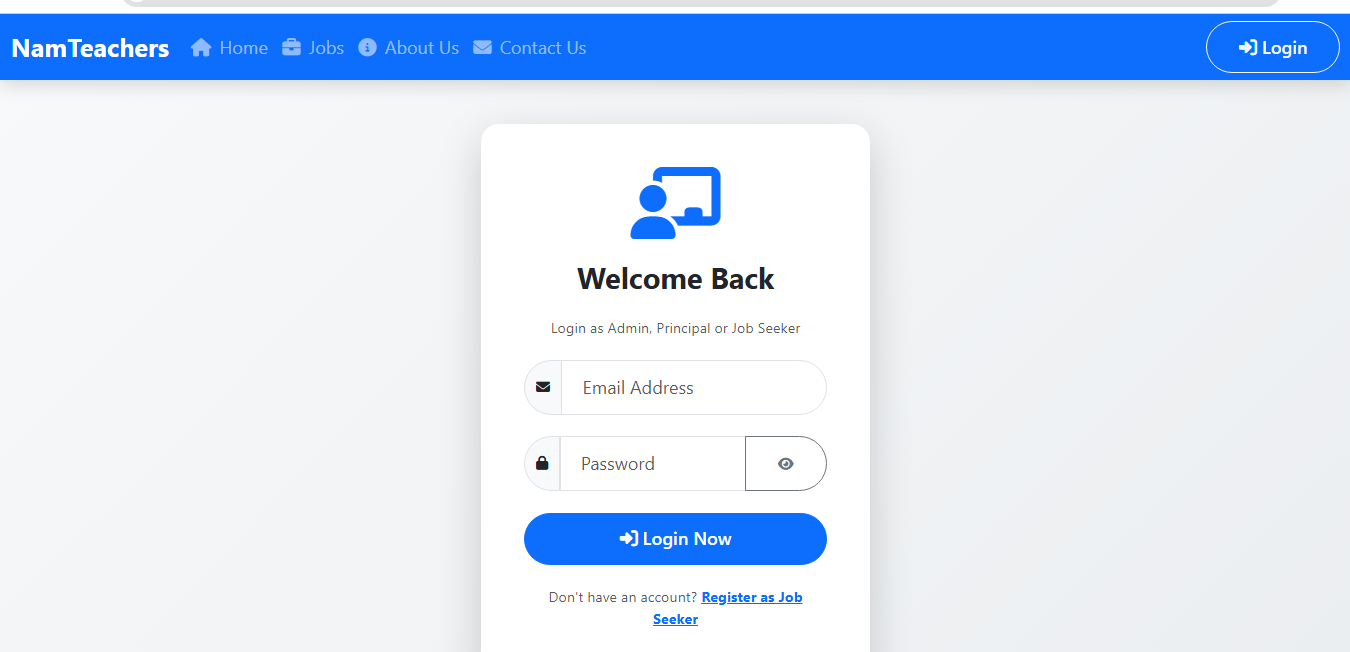 NamTeachers Home Jobs About Us Contact Us Login
Welcome Back
Login as Admin, Principal or Job Seeker
Email Address
Password
Login Now
Don't have an account? Register as Job
Seeker